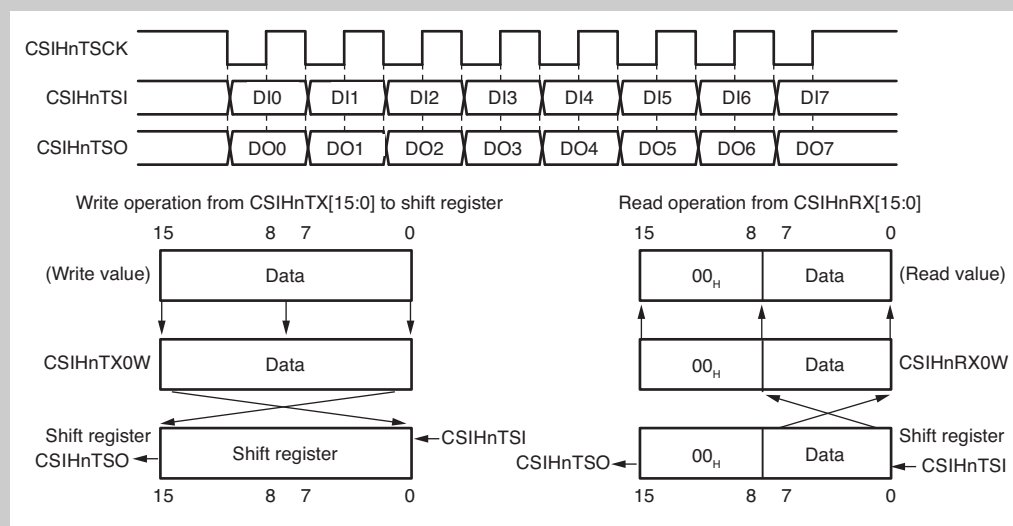 CSIHnTSCK
CSIHnTSI DI0 DI1 DI2 DI3 DI4 DI5 DI6 DI7
CSIHnTSO DO0 DO1 DO2 DO3 DO4 DO5 DO6 DO7
Write operation from CSIHnTX[15:0] to shift register
15 8 7 0
(Write value) Data
CSIHnTX0W Data
Shift register
CSIHnTSO Shift register CSIHnTSI
15 8 7 0
Read operation from CSIHnRX[15:0]
15 8 7 0
00H Data (Read value)
00H Data CSIHnRX0W
Shift register
CSIHnTSO 00H Data CSIHnTSI
15 8 7 0